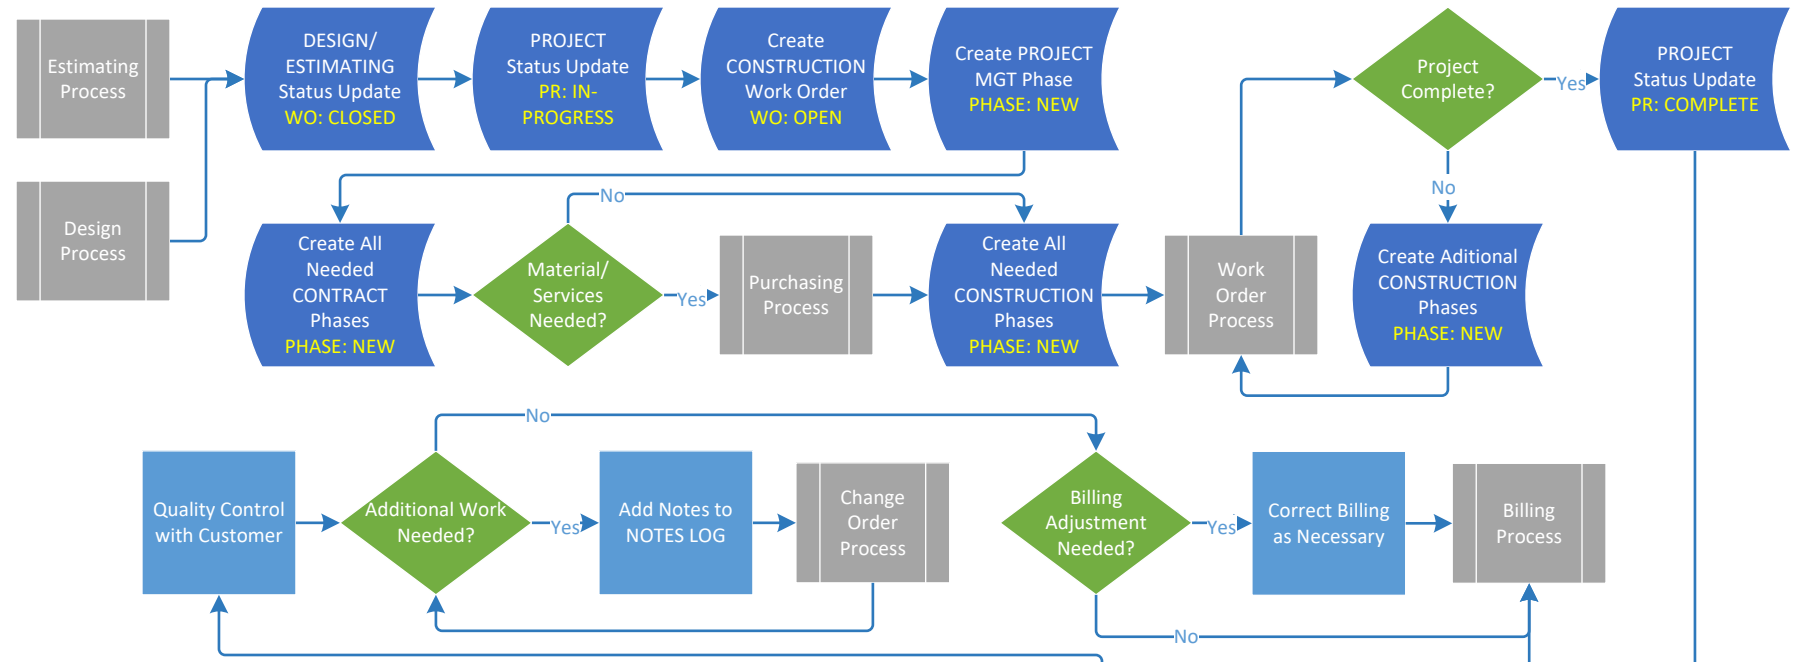 Estimating
Process
DESIGN/
ESTIMATING
Status Update
WO: CLOSED
PROJECT
Status Update
PR: IN-
PROGRESS
Create
CONSTRUCTION
Work Order
WO: OPEN
Create PROJECT
MGT Phase
PHASE: NEW
Project
Complete?
Yes
PROJECT
Status Update
PR: COMPLETE
No
Design
Process
Create All
Needed
CONTRACT
Phases
PHASE: NEW
No
Material/
Services
Needed?
Yes
Purchasing
Process
Create All
Needed
CONSTRUCTION
Phases
PHASE: NEW
Work
Order
Process
Create Aditional
CONSTRUCTION
Phases
PHASE: NEW
No
Quality Control
with Customer
Additional Work
Needed?
Yes
Add Notes to
NOTES LOG
Change
Order
Process
Billing
Adjustment
Needed?
Yes
Correct Billing
as Necessary
Billing
Process
No